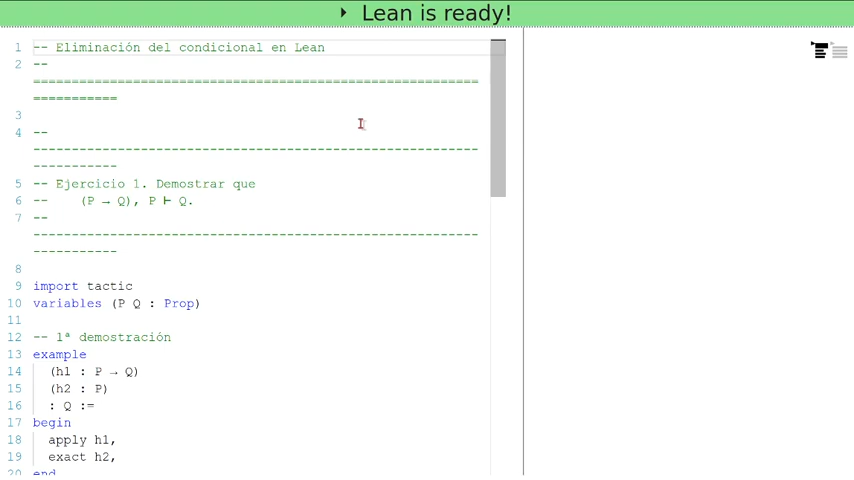 Lean is ready!
1 -- Eliminación del condicional en Lean
2 --
==========================================================
===========
3
4 --
----------------------------------------------------------
-----------
5 -- Ejercicio 1. Demostrar que
6 --    (P → Q), P ⊢ Q.
7 --
----------------------------------------------------------
-----------
8
9 import tactic
10 variables (P Q : Prop)
11
12 -- 1ª demostración
13 example
14   (h1 : P → Q)
15   (h2 : P)
16   : Q :=
17 begin
18   apply h1,
19   exact h2,
20 end